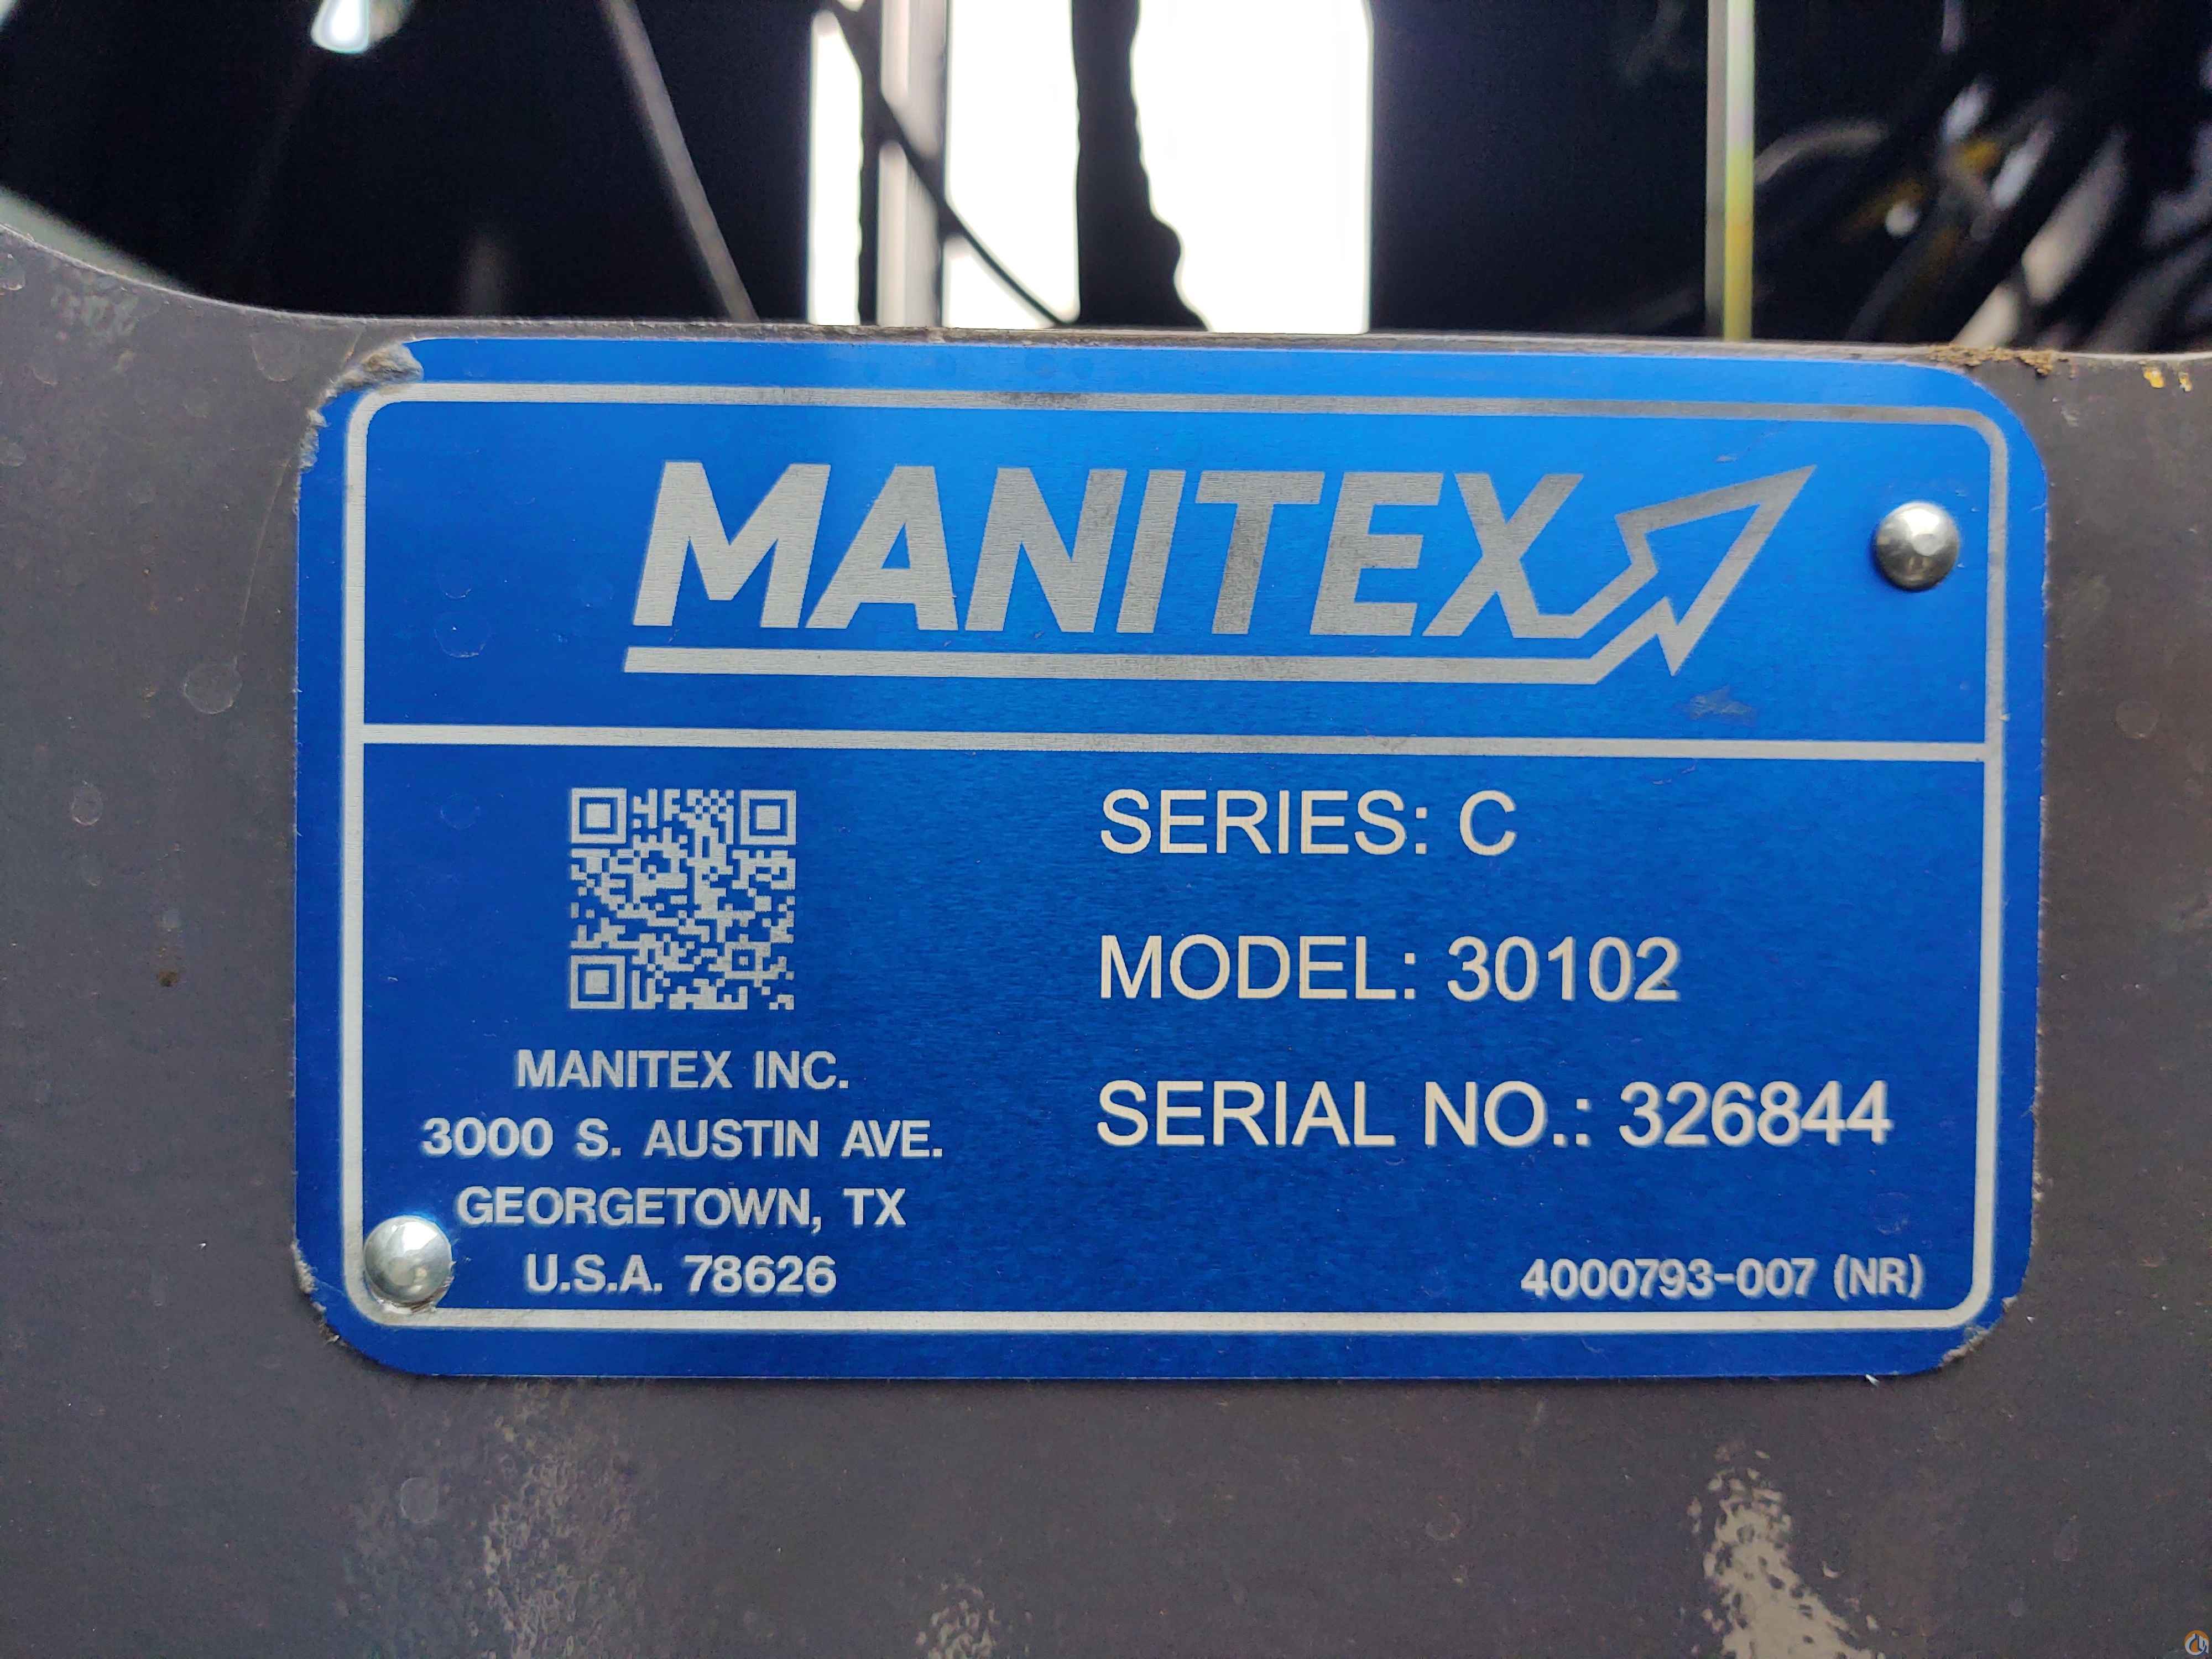 MANITEX
SERIES: C
MODEL: 30102
SERIAL NO.: 326844
MANITEX INC.
3000 S. AUSTIN AVE.
GEORGETOWN, TX
U.S.A. 78626
4000793-007 (NR)